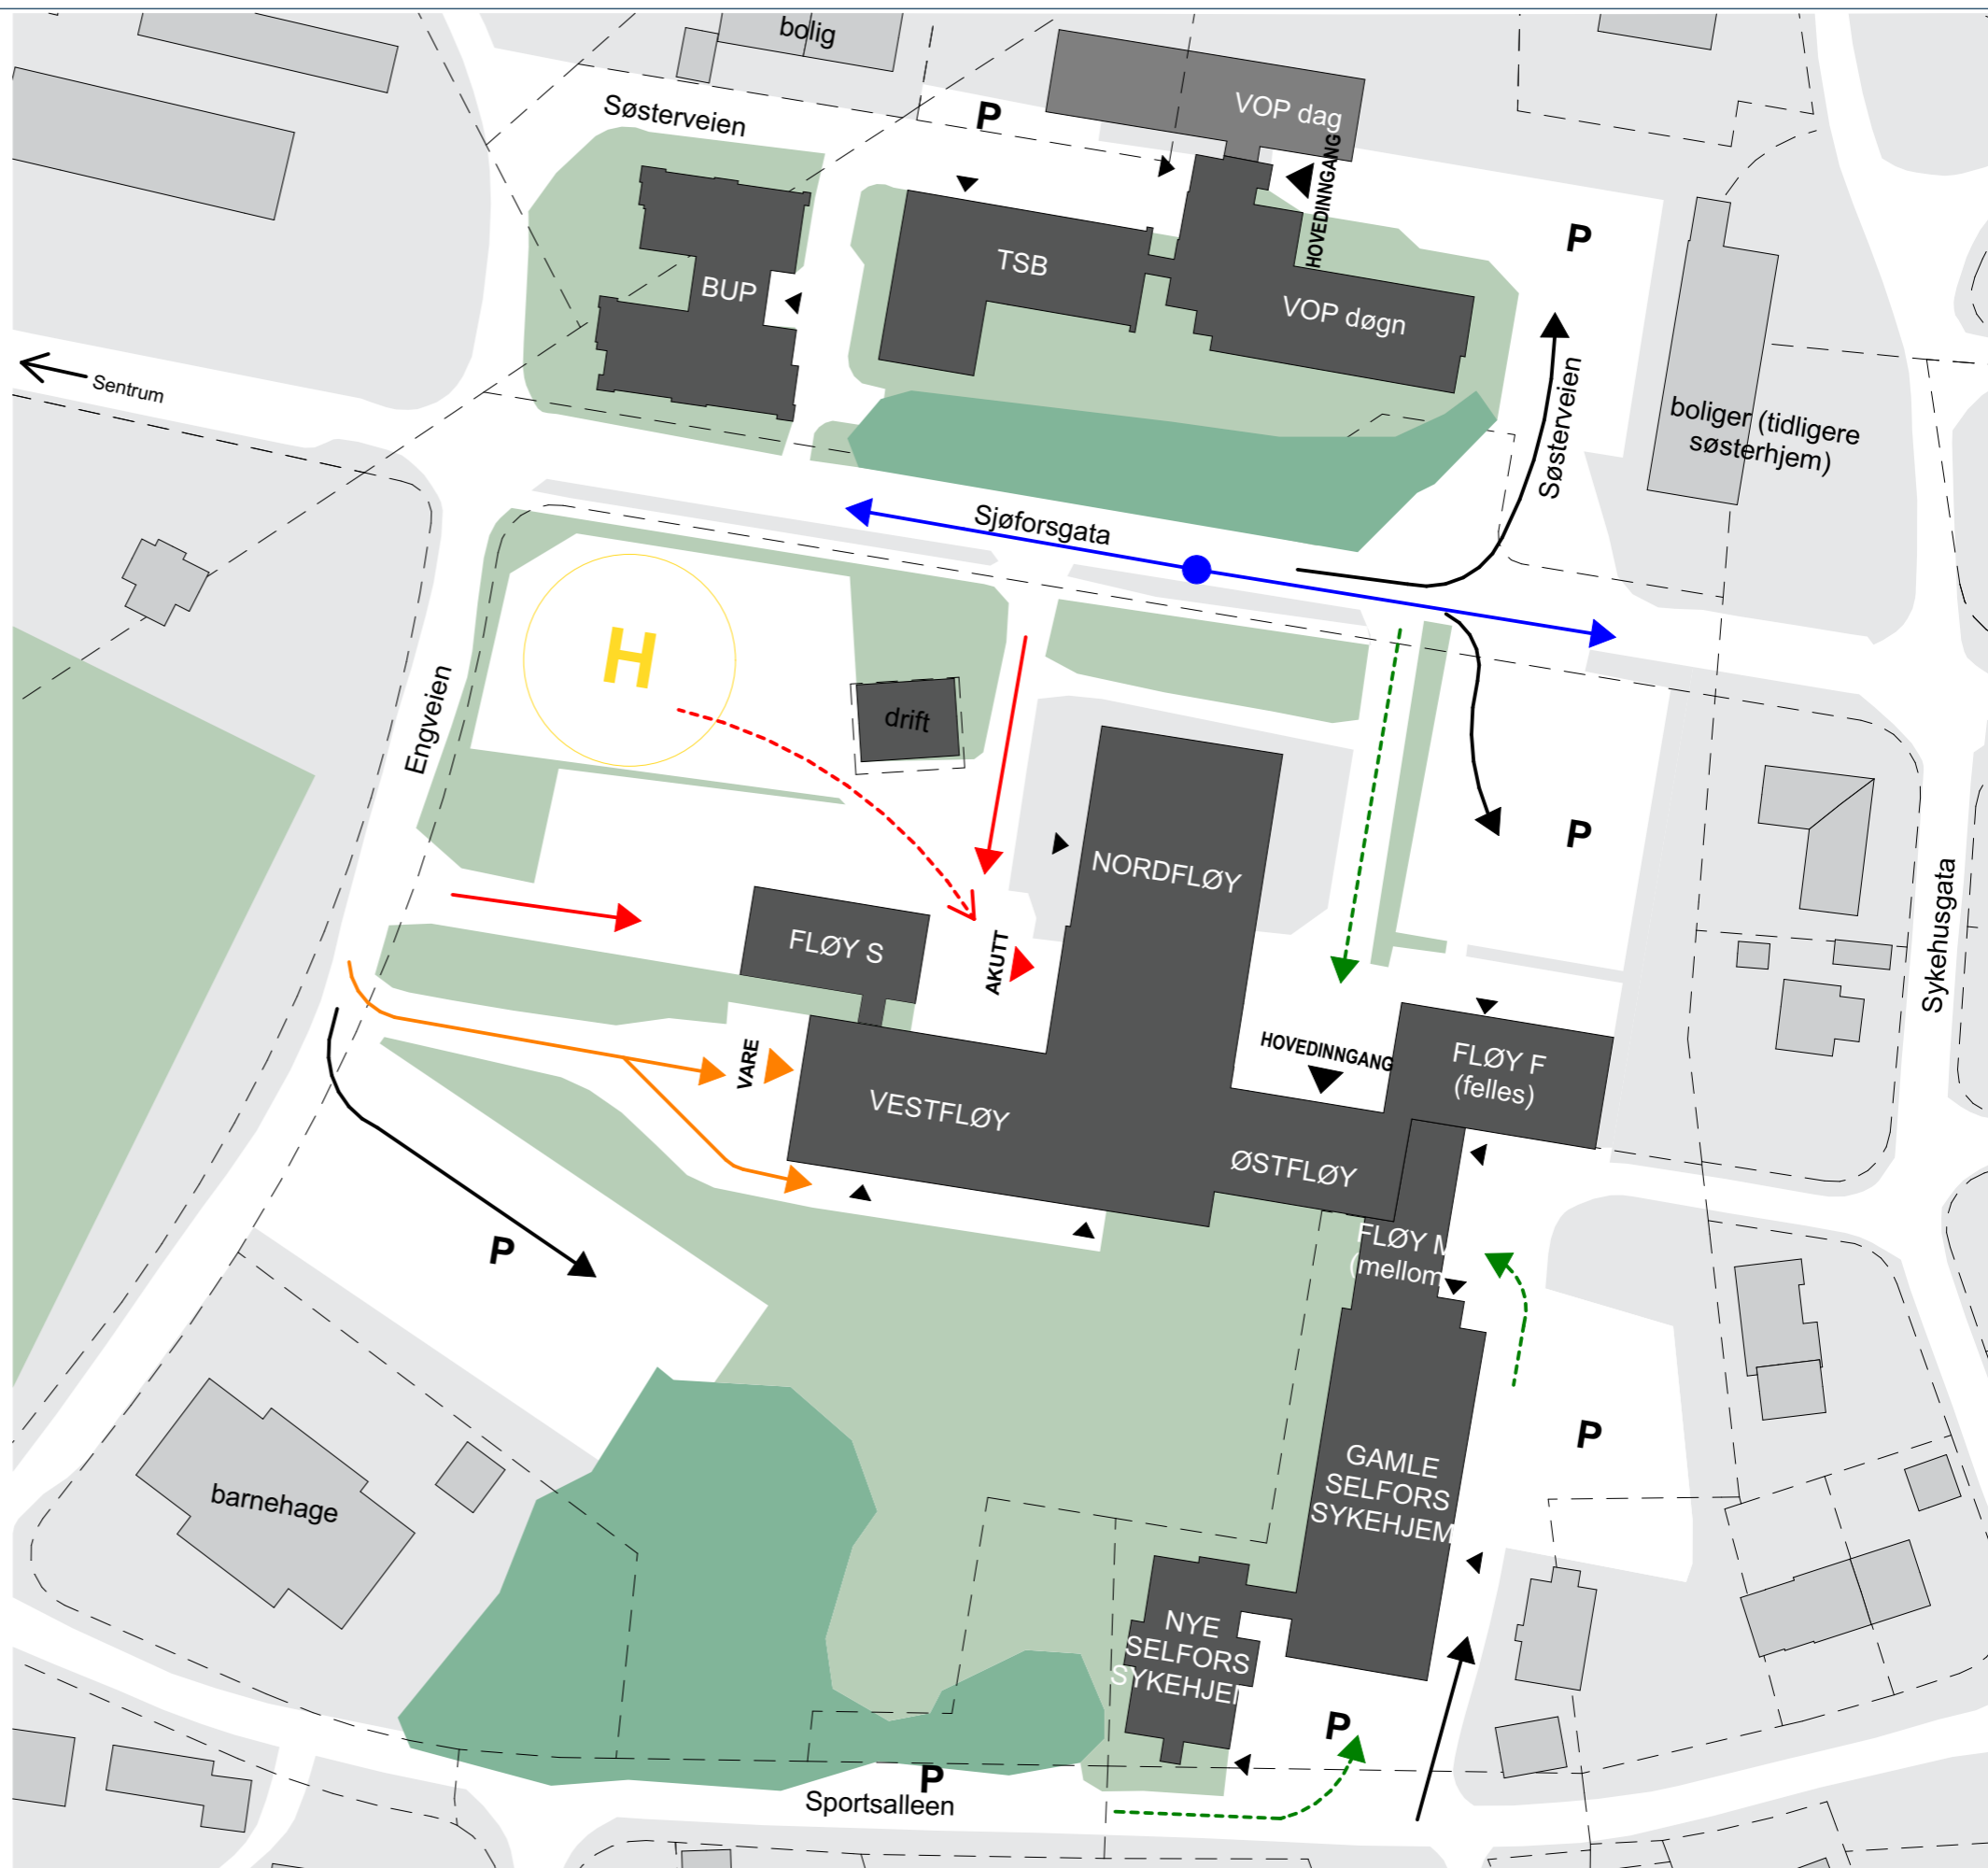 bolig
Søsterveien
P
VOP dag
HOVEDINNGANG
P
TSB
BUP
VOP døgn
Sentrum
Søsterveien
boliger (tidligere
søsterhjem)
Sjøforsgata
H
Engveien
drift
P
NORDFLØY
FLØY S
AKUTT
Sykehusgata
HOVEDINNGANG
FLØY F
(felles)
VARE
VESTFLØY
ØSTFLØY
P
FLØY M
(mellom
P
GAMLE
SELFORS
SYKEHJEM
barnehage
NYE
SELFORS
SYKEHJEM
P
P
Sportsalleen